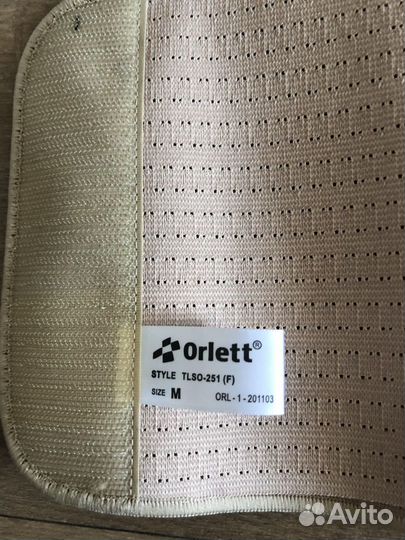 Orlett®
STYLE TLSO-251 (F)
SIZE M ORL - 1 - 201103
Avito